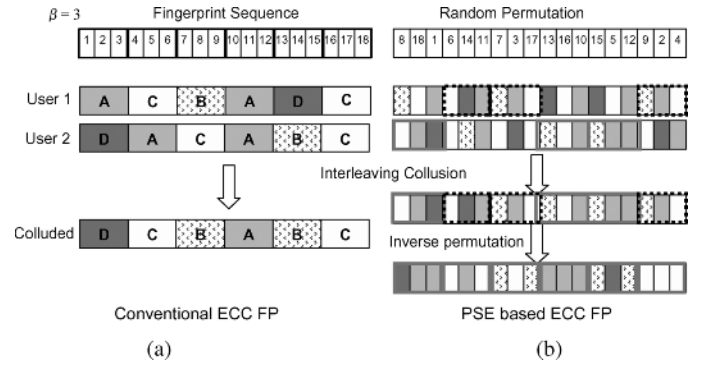 β = 3 Fingerprint Sequence Random Permutation
1 2 3 4 5 6 7 8 9 10 11 12 13 14 15 16 17 18 8 18 1 6 14 11 7 3 17 13 16 10 15 5 12 9 2 4
User 1 A C B A D C
User 2 D A C A B C
Interleaving Collusion
Colluded D C B A B C
Inverse permutation
Conventional ECC FP PSE based ECC FP
(a) (b)